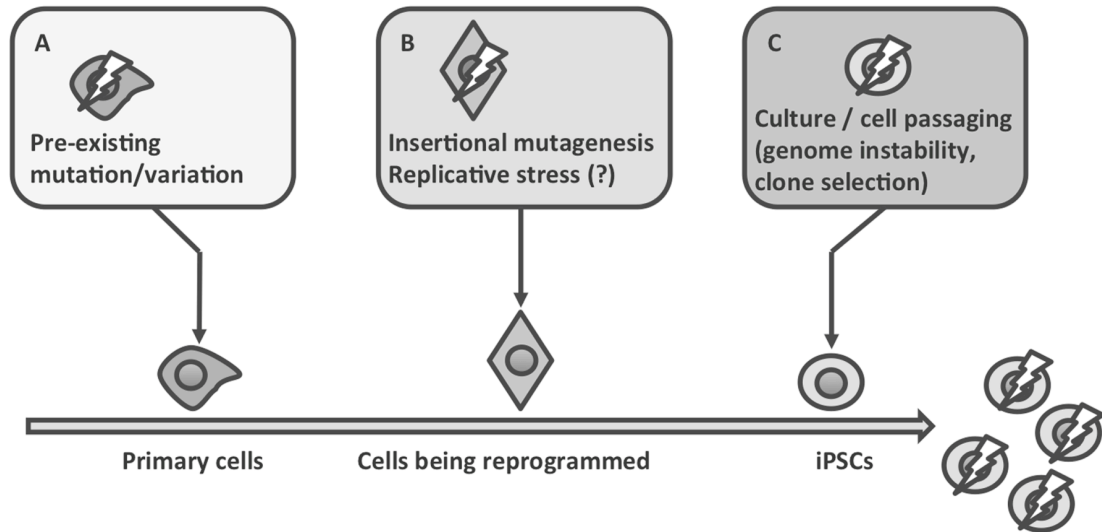 A
Pre-existing
mutation/variation
B
Insertional mutagenesis
Replicative stress (?)
C
Culture / cell passaging
(genome instability,
clone selection)
Primary cells
Cells being reprogrammed
iPSCs